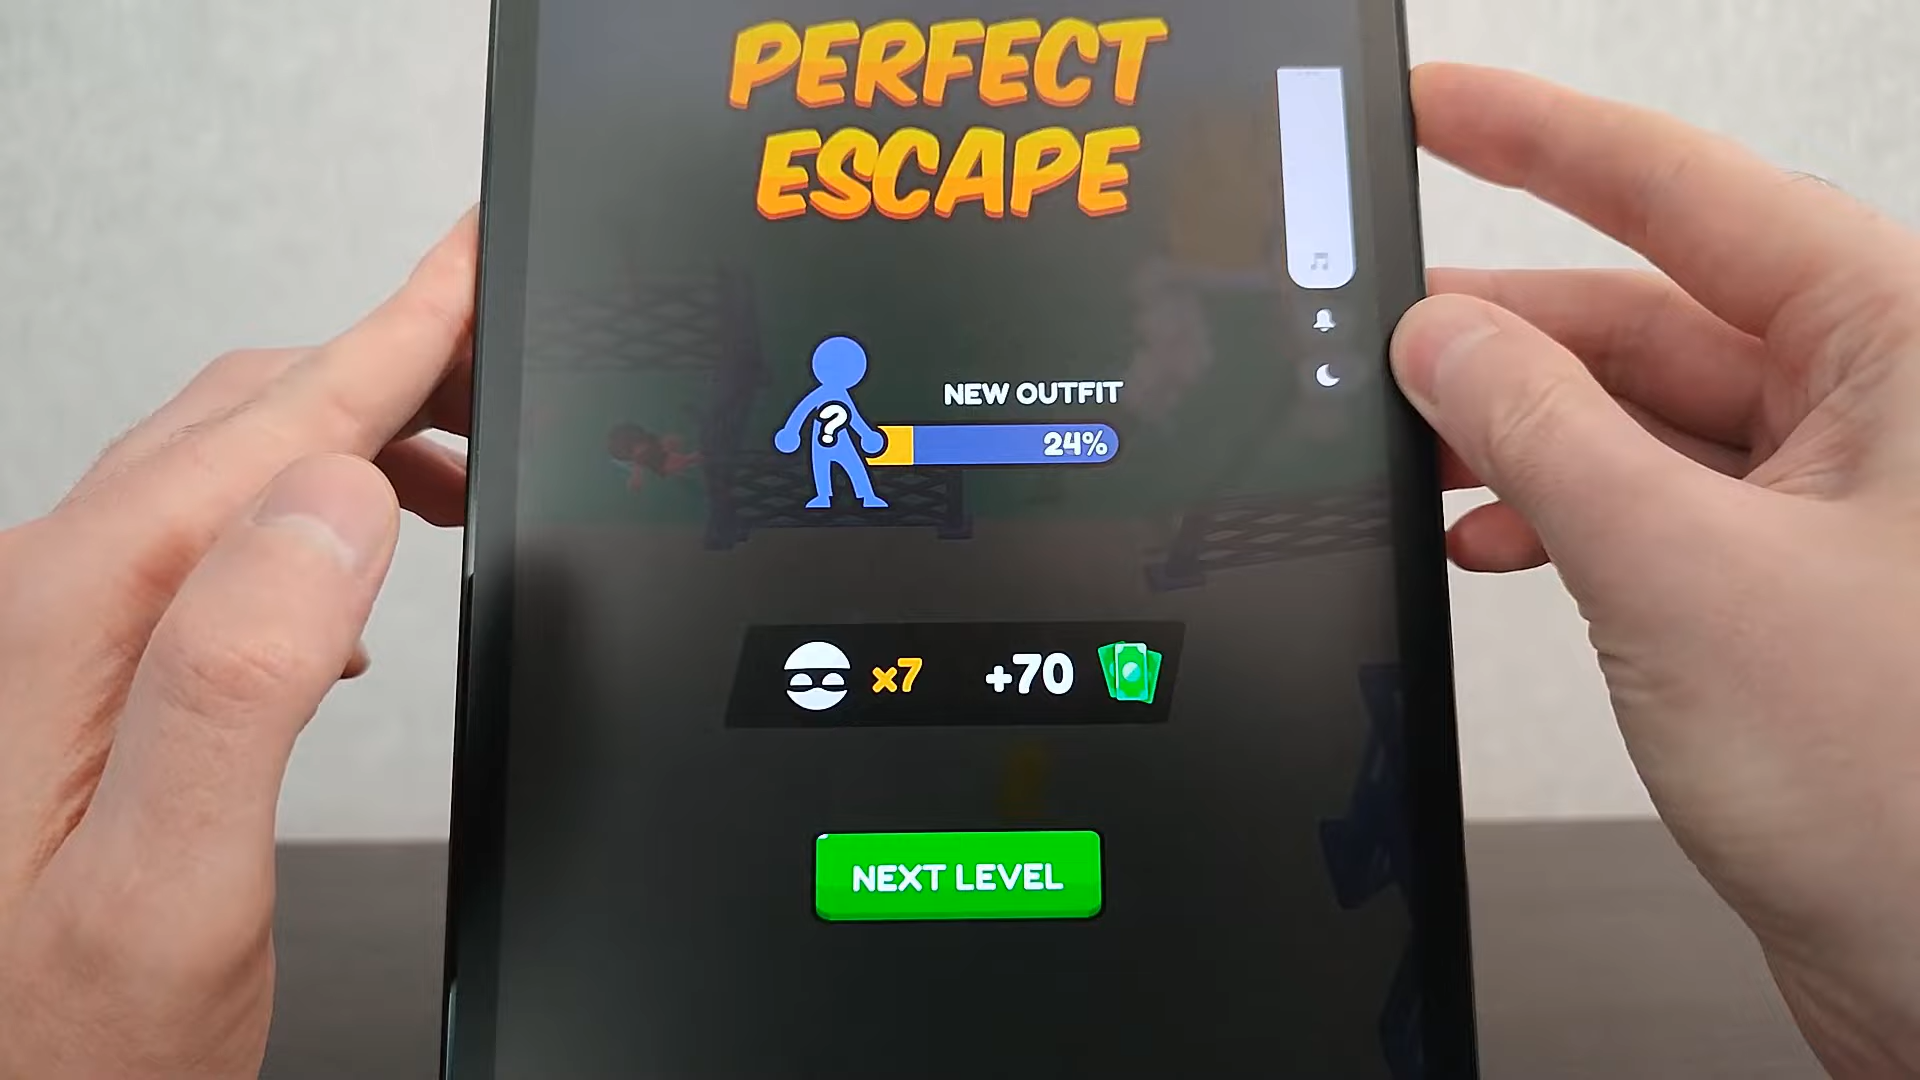 PERFECT
ESCAPE
NEW OUTFIT
?
24%
x7 +70
NEXT LEVEL